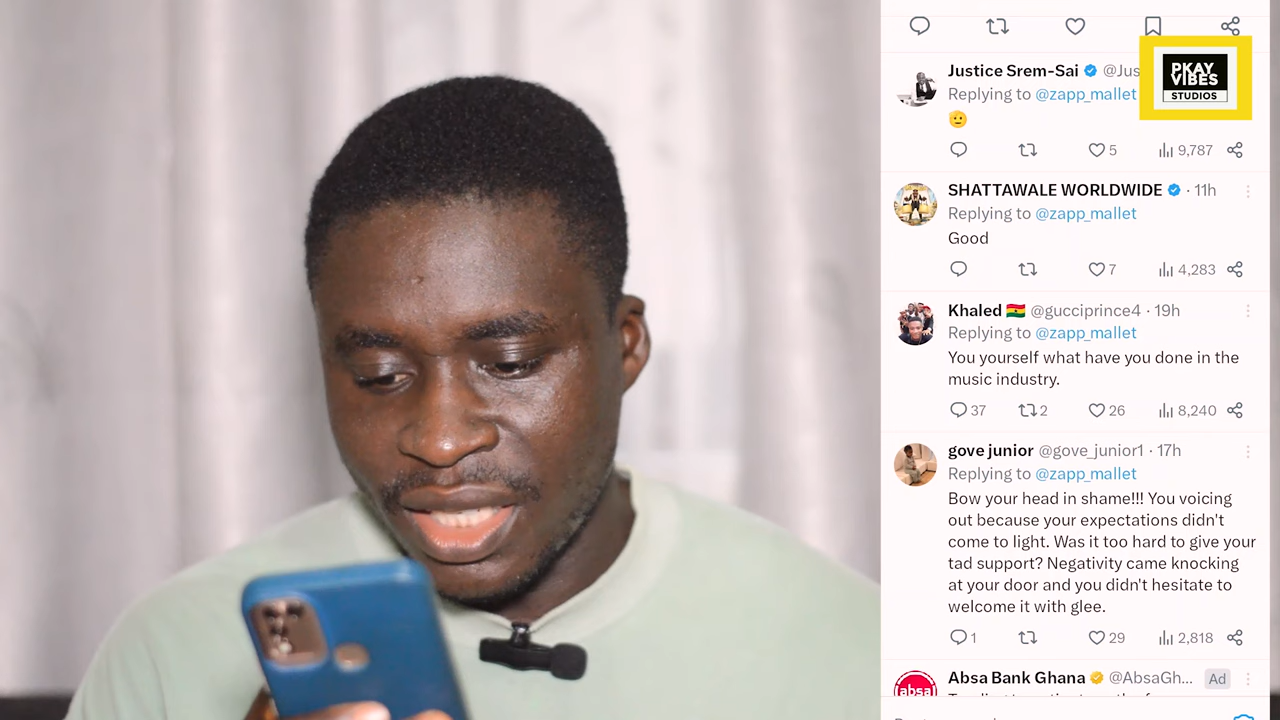 Justice Srem-Sai @Jus
Replying to @zapp_mallet
5 9,787
PKAY
VIBES
STUDIOS
SHATTAWALE WORLDWIDE · 11h
Replying to @zapp_mallet
Good
7 4,283
Khaled @gucciprince4 · 19h
Replying to @zapp_mallet
You yourself what have you done in the
music industry.
37 2 26 8,240
gove junior @gove_junior1 · 17h
Replying to @zapp_mallet
Bow your head in shame!!! You voicing
out because your expectations didn't
come to light. Was it too hard to give your
tad support? Negativity came knocking
at your door and you didn't hesitate to
welcome it with glee.
1 29 2,818
Absa Bank Ghana @AbsaGh... Ad
absa